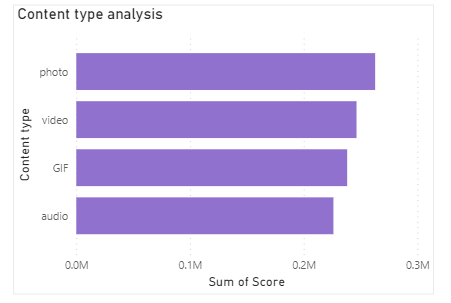 Content type analysis
Content type
photo
video
GIF
audio
0.0M 0.1M 0.2M 0.3M
Sum of Score